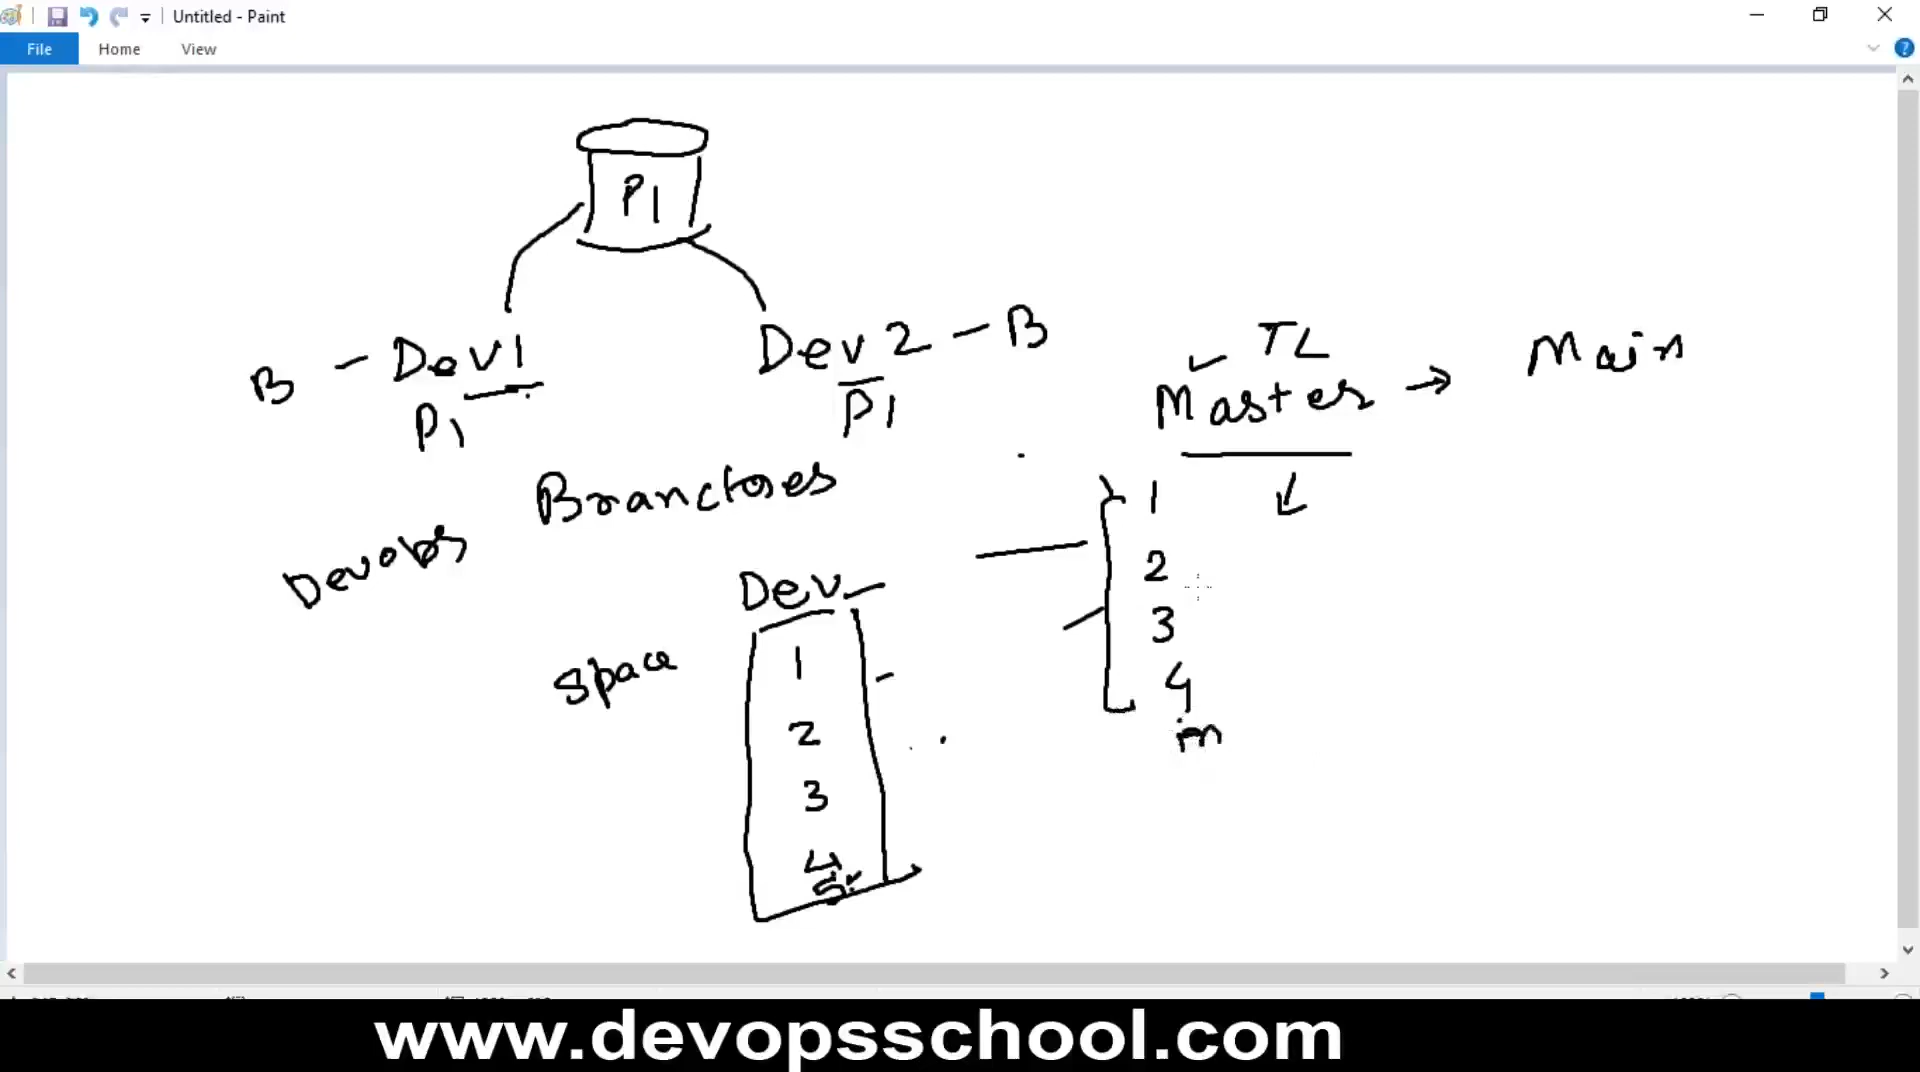 Untitled - Paint
File Home View
P1
B - Dev1
Dev2 - B
P1
P1
TL
Master → Main
Branches
Devops
Space
Dev
1
2
3
4
5
1
2
3
4
m
www.devopsschool.com